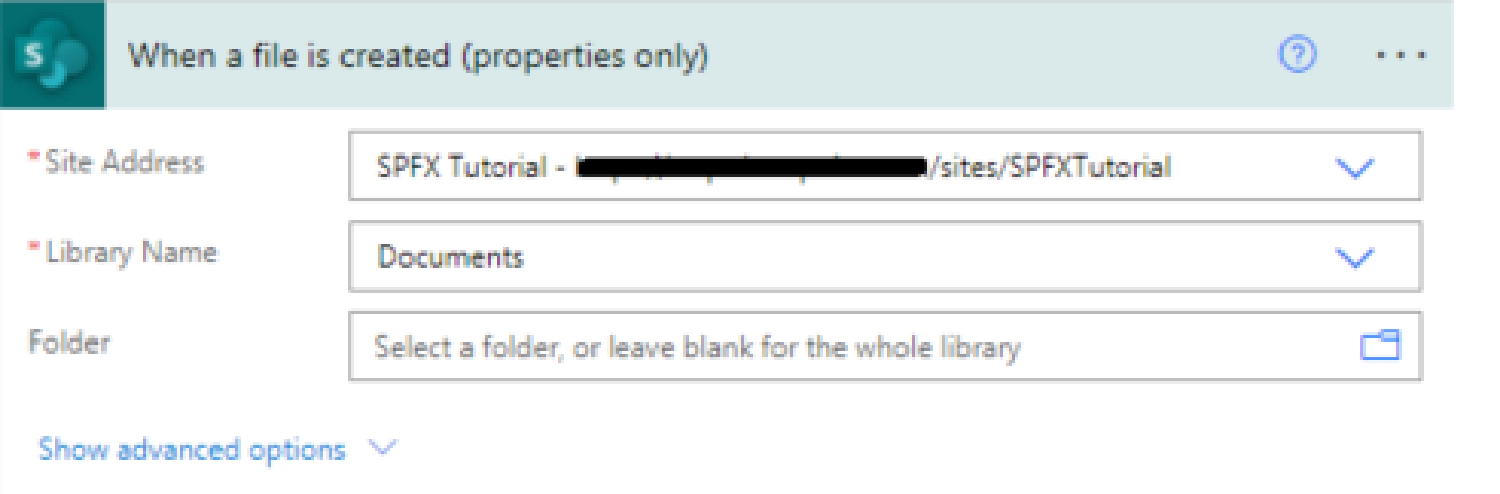 S When a file is created (properties only) ? ...
* Site Address SPFX Tutorial - /sites/SPFXTutorial
* Library Name Documents
Folder Select a folder, or leave blank for the whole library
Show advanced options